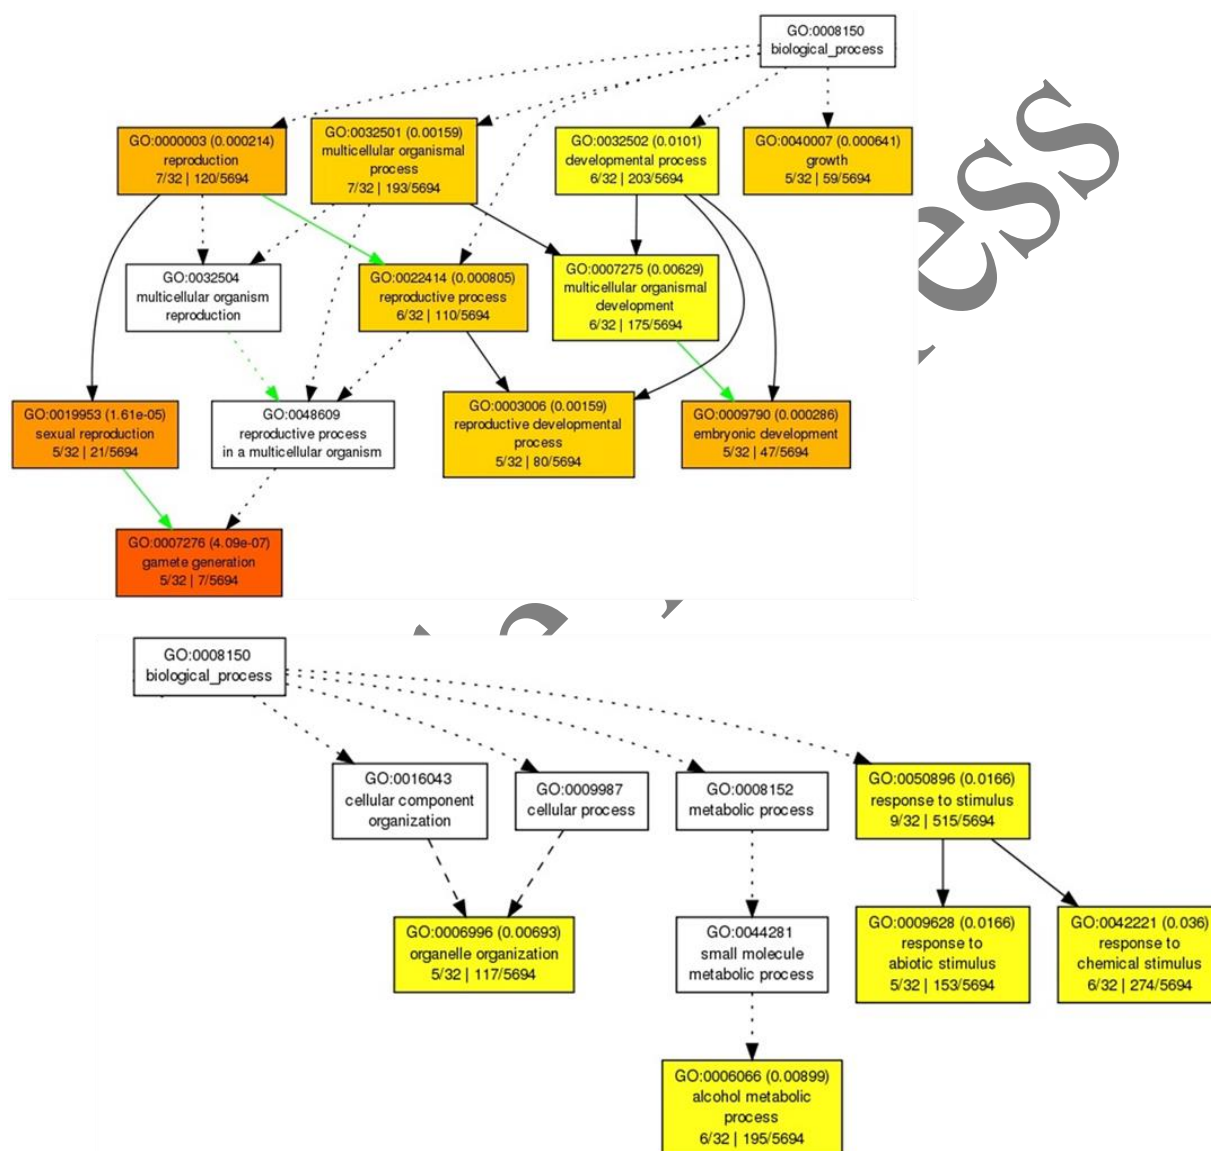 GO:0008150
biological_process
GO:0000003 (0.000214)
reproduction
7/32 | 120/5694
GO:0032501 (0.00159)
multicellular organismal
process
7/32 | 193/5694
GO:0032502 (0.0101)
developmental process
6/32 | 203/5694
GO:0040007 (0.000641)
growth
5/32 | 59/5694
GO:0032504
multicellular organism
reproduction
GO:0022414 (0.000805)
reproductive process
6/32 | 110/5694
GO:0007275 (0.00629)
multicellular organismal
development
6/32 | 175/5694
GO:0019953 (1.61e-05)
sexual reproduction
5/32 | 21/5694
GO:0048609
reproductive process
in a multicellular organism
GO:0003006 (0.00159)
reproductive developmental
process
5/32 | 80/5694
GO:0009790 (0.000286)
embryonic development
5/32 | 47/5694
GO:0007276 (4.09e-07)
gamete generation
5/32 | 7/5694
GO:0008150
biological_process
GO:0016043
cellular component
organization
GO:0009987
cellular process
GO:0008152
metabolic process
GO:0050896 (0.0166)
response to stimulus
9/32 | 515/5694
GO:0006996 (0.00693)
organelle organization
5/32 | 117/5694
GO:0044281
small molecule
metabolic process
GO:0009628 (0.0166)
response to
abiotic stimulus
5/32 | 153/5694
GO:0042221 (0.036)
response to
chemical stimulus
6/32 | 274/5694
GO:0006066 (0.00899)
alcohol metabolic
process
6/32 | 195/5694